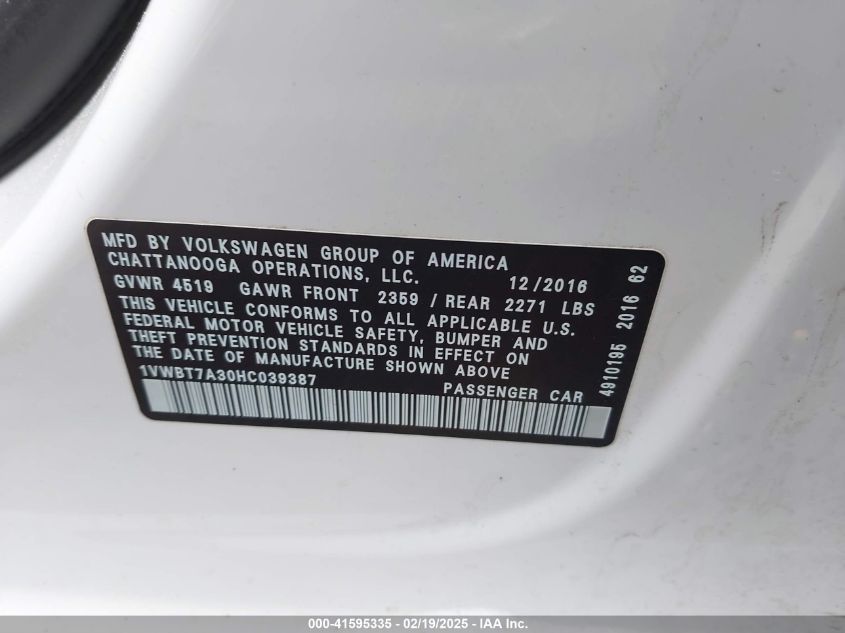 MFD BY VOLKSWAGEN GROUP OF AMERICA
CHATTANOOGA OPERATIONS, LLC. 12/2016
GVWR 4519 GAWR FRONT 2359 / REAR 2271 LBS
THIS VEHICLE CONFORMS TO ALL APPLICABLE U.S.
FEDERAL MOTOR VEHICLE SAFETY, BUMPER AND
THEFT PREVENTION STANDARDS IN EFFECT ON
THE DATE OF MANUFACTURE SHOWN ABOVE
1VWBT7A30HC039387 PASSENGER CAR
4910195 2016 62
000-41595335 - 02/19/2025 - IAA Inc.